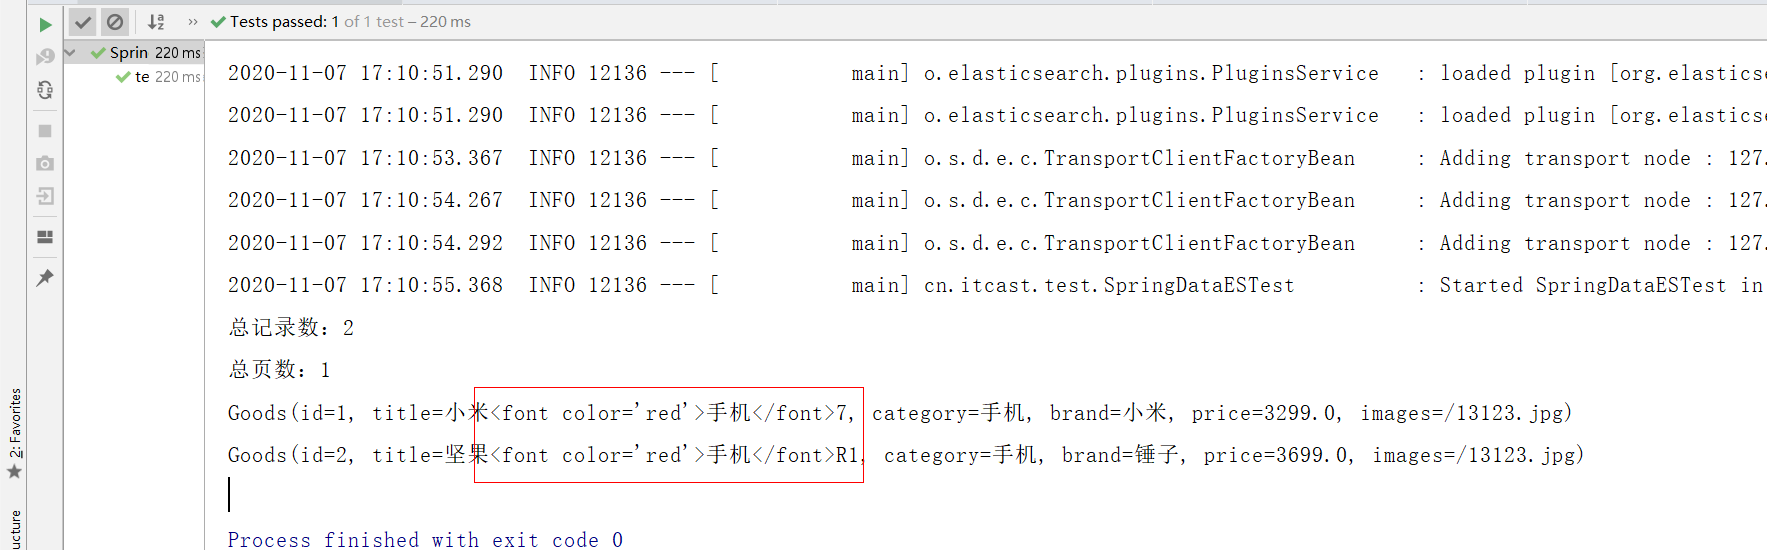 Tests passed: 1 of 1 test – 220 ms
Sprin 220 ms
te 220 ms
2020-11-07 17:10:51.290  INFO 12136 --- [           main] o.elasticsearch.plugins.PluginsService   : loaded plugin [org.elasticse
2020-11-07 17:10:51.290  INFO 12136 --- [           main] o.elasticsearch.plugins.PluginsService   : loaded plugin [org.elasticse
2020-11-07 17:10:53.367  INFO 12136 --- [           main] o.s.d.e.c.TransportClientFactoryBean     : Adding transport node : 127.
2020-11-07 17:10:54.267  INFO 12136 --- [           main] o.s.d.e.c.TransportClientFactoryBean     : Adding transport node : 127.
2020-11-07 17:10:54.292  INFO 12136 --- [           main] o.s.d.e.c.TransportClientFactoryBean     : Adding transport node : 127.
2020-11-07 17:10:55.368  INFO 12136 --- [           main] cn.itcast.test.SpringDataESTest          : Started SpringDataESTest in
总记录数：2
总页数：1
Goods(id=1, title=小米<font color='red'>手机</font>7, category=手机, brand=小米, price=3299.0, images=/13123.jpg)
Goods(id=2, title=坚果<font color='red'>手机</font>R1, category=手机, brand=锤子, price=3699.0, images=/13123.jpg)
Process finished with exit code 0
2: Favorites
ucture